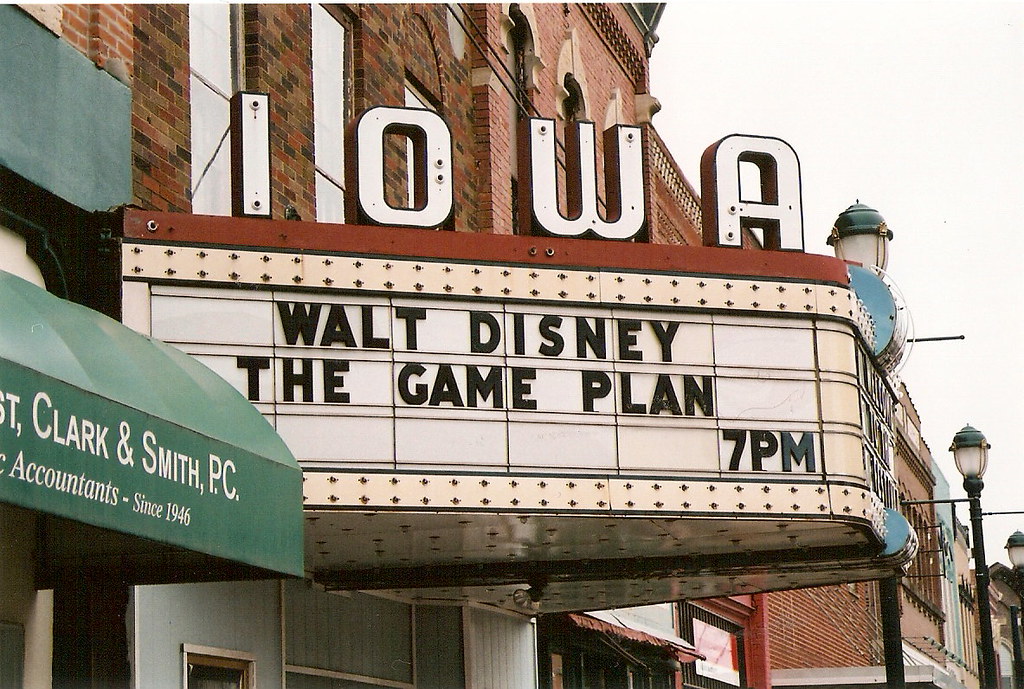 IOWA
WALT DISNEY
THE GAME PLAN
7PM
ST, CLARK & SMITH, P.C.
C Accountants - Since 1946